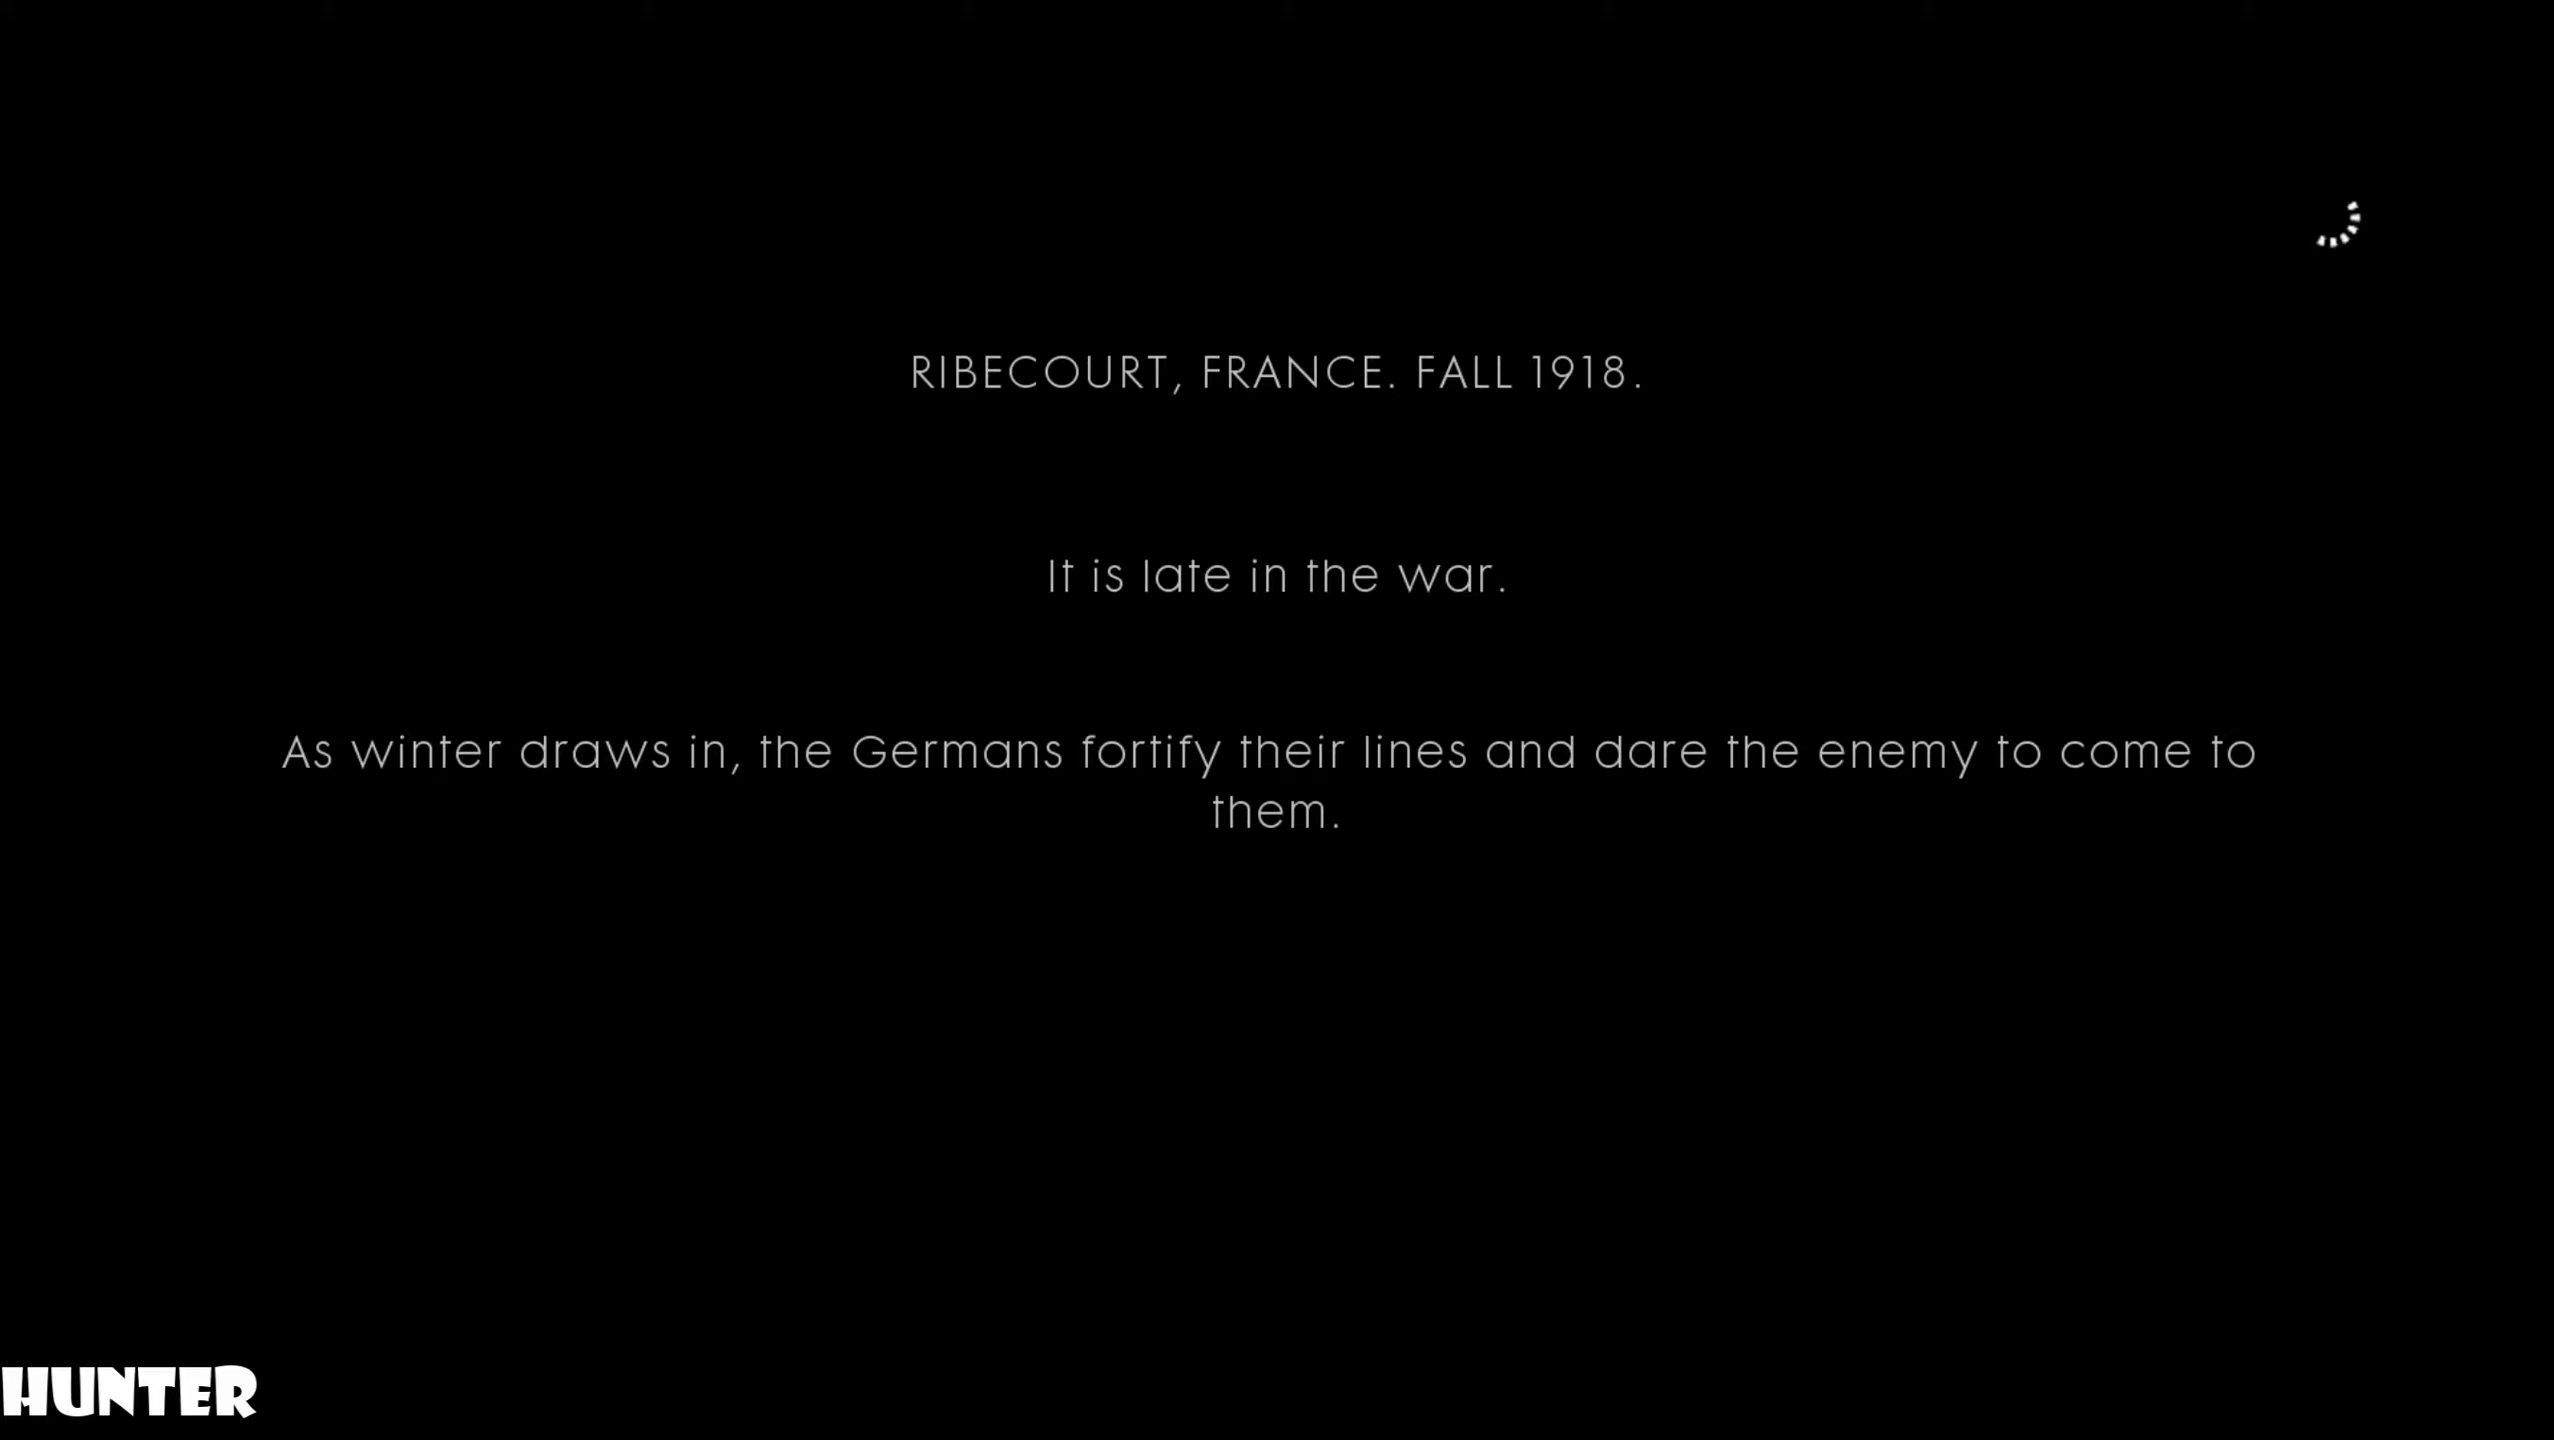 RIBECOURT, FRANCE. FALL 1918.
It is late in the war.
As winter draws in, the Germans fortify their lines and dare the enemy to come to
them.
HUNTER